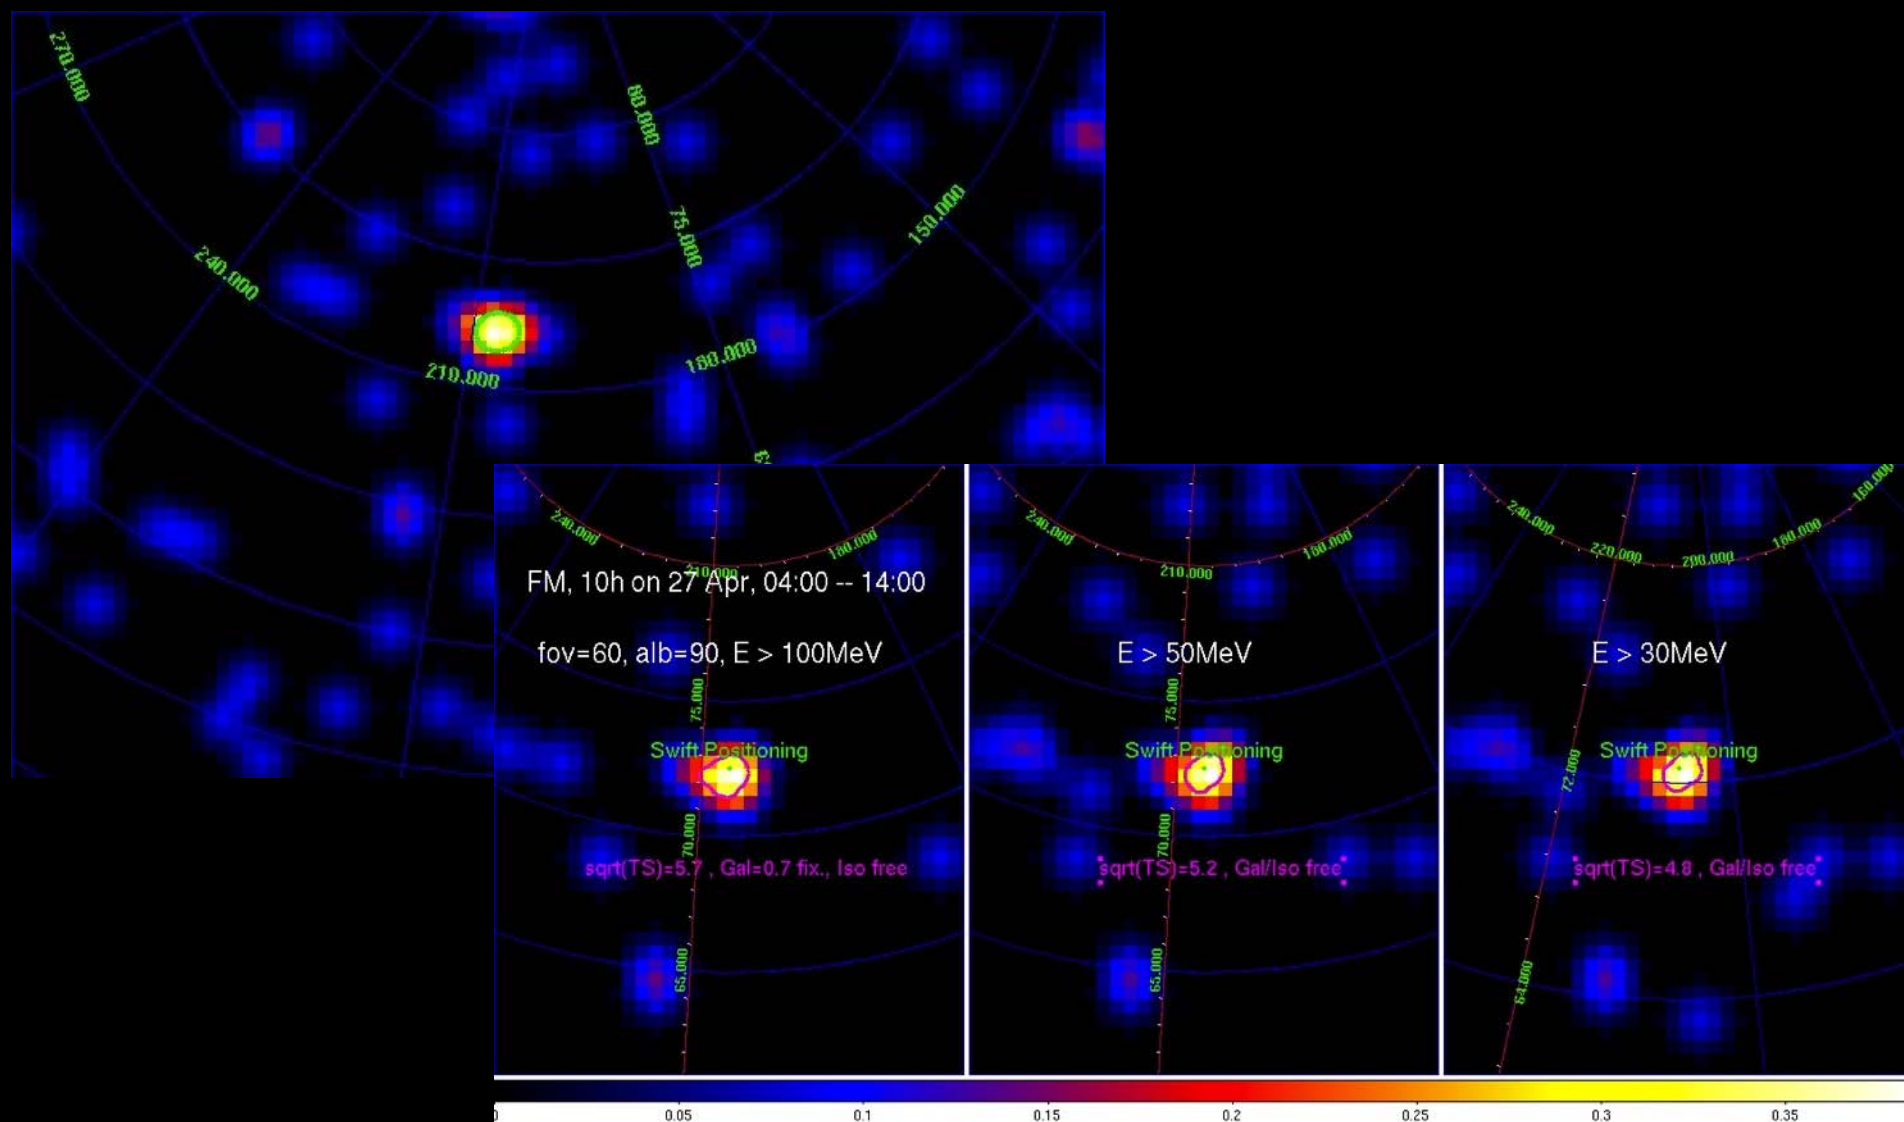 270.000
80.000
75.000
150.000
240.000
210.000
180.000
240.000
180.000
210.000
FM, 10h on 27 Apr, 04:00 -- 14:00
fov=60, alb=90, E > 100MeV
75.000
Swift Positioning
70.000
sqrt(TS)=5.7 , Gal=0.7 fix., Iso free
65.000
240.000
180.000
210.000
E > 50MeV
75.000
Swift Positioning
70.000
sqrt(TS)=5.2 , Gal/Iso free
65.000
160.000
240.000
220.000
200.000
180.000
E > 30MeV
Swift Positioning
72.000
sqrt(TS)=4.8 , Gal/Iso free
64.000
0.05 0.1 0.15 0.2 0.25 0.3 0.35